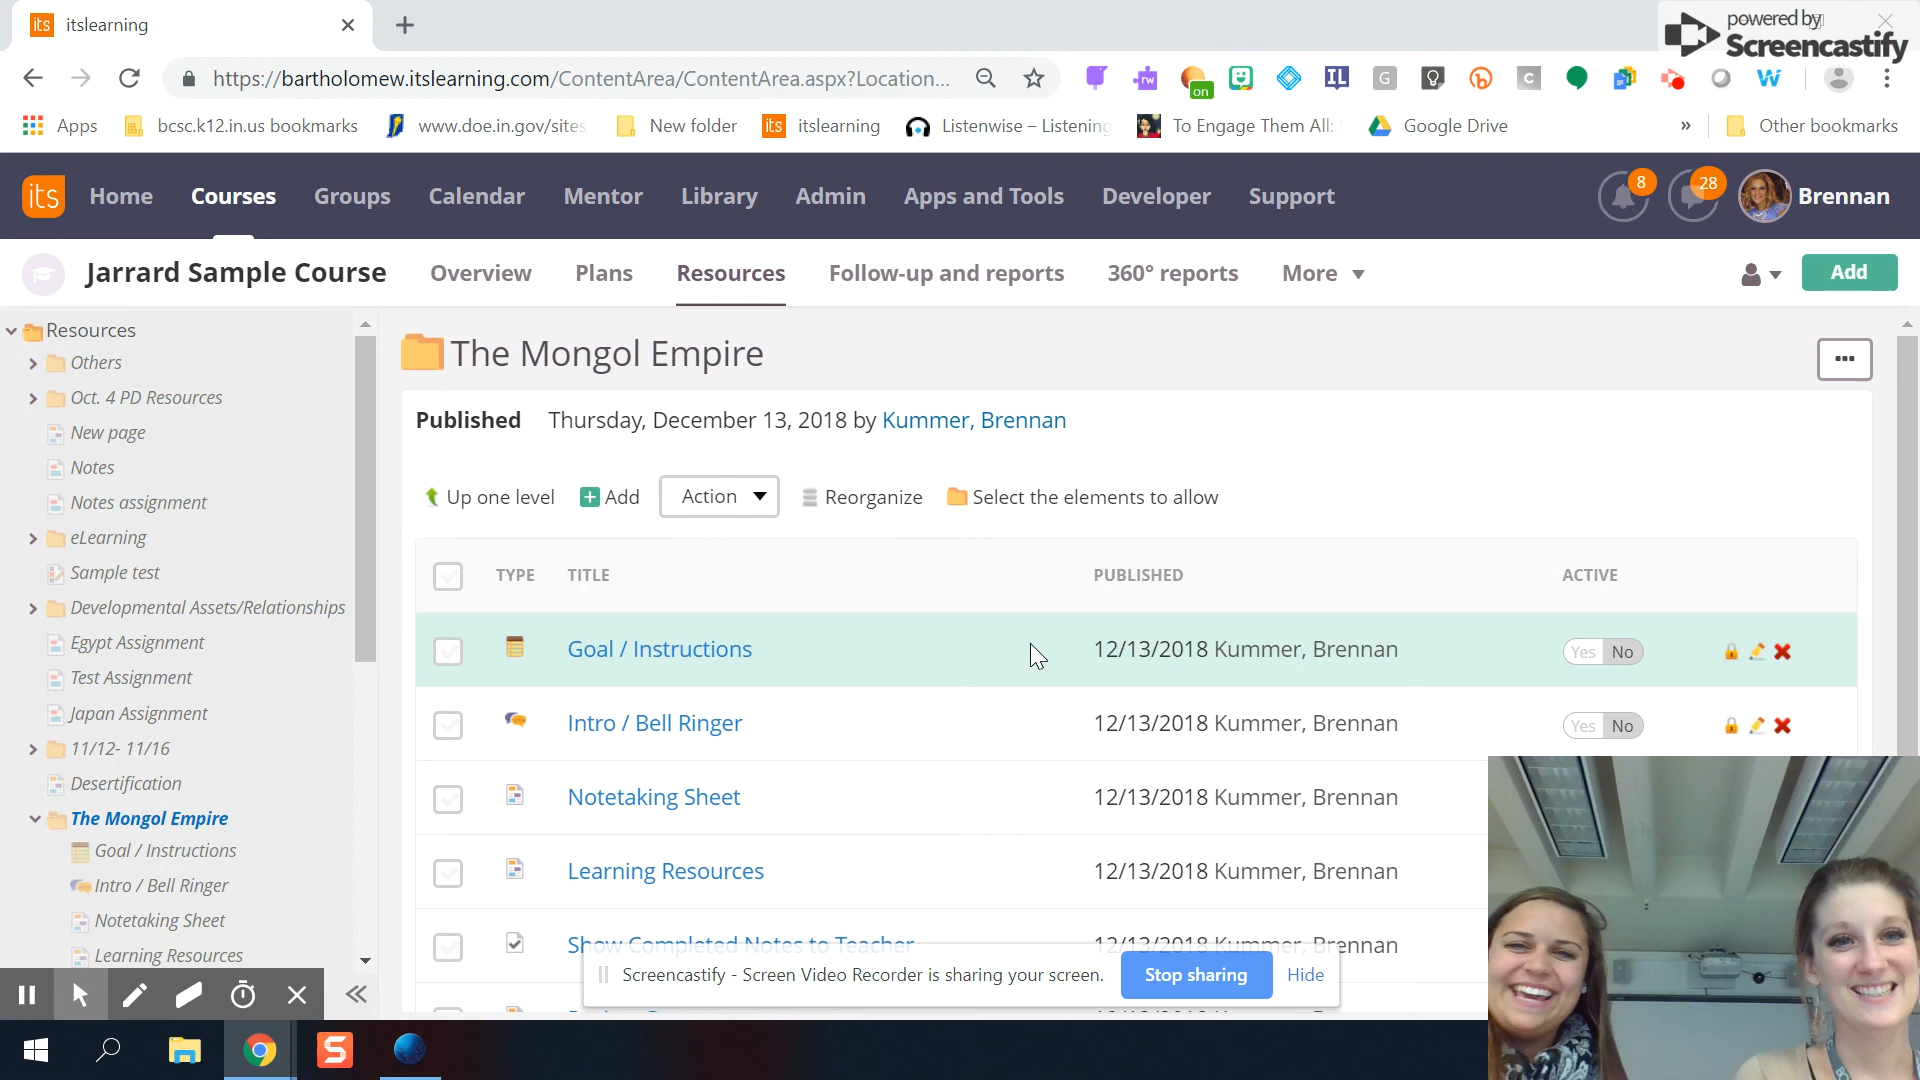 its itslearning
powered by
Screencastify
https://bartholomew.itslearning.com/ContentArea/ContentArea.aspx?Location...
rw on IL G C W
Apps bcsc.k12.in.us bookmarks www.doe.in.gov/sites New folder its itslearning Listenwise – Listening To Engage Them All: Google Drive » Other bookmarks
its Home Courses Groups Calendar Mentor Library Admin Apps and Tools Developer Support 8 28 Brennan
Jarrard Sample Course Overview Plans Resources Follow-up and reports 360° reports More Add
Resources
Others
Oct. 4 PD Resources
New page
Notes
Notes assignment
eLearning
Sample test
Developmental Assets/Relationships
Egypt Assignment
Test Assignment
Japan Assignment
11/12- 11/16
Desertification
The Mongol Empire
Goal / Instructions
Intro / Bell Ringer
Notetaking Sheet
Learning Resources
The Mongol Empire
Published Thursday, December 13, 2018 by Kummer, Brennan
Up one level Add Action Reorganize Select the elements to allow
TYPE TITLE PUBLISHED ACTIVE
Goal / Instructions 12/13/2018 Kummer, Brennan Yes No
Intro / Bell Ringer 12/13/2018 Kummer, Brennan Yes No
Notetaking Sheet 12/13/2018 Kummer, Brennan
Learning Resources 12/13/2018 Kummer, Brennan
Show Completed Notes to Teacher 12/13/2018 Kummer, Brennan
Screencastify - Screen Video Recorder is sharing your screen. Stop sharing Hide